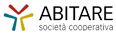 ABITARE
società cooperativa